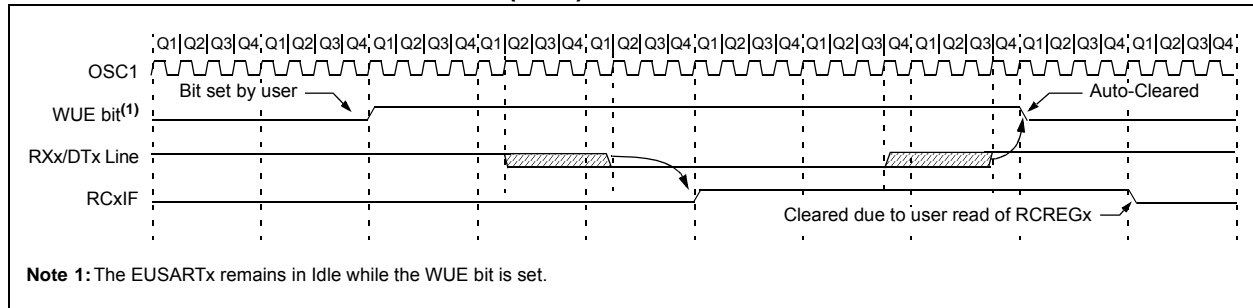 Q1 Q2 Q3 Q4 Q1 Q2 Q3 Q4 Q1 Q2 Q3 Q4 Q1 Q2 Q3 Q4 Q1 Q2 Q3 Q4 Q1 Q2 Q3 Q4 Q1 Q2 Q3 Q4 Q1 Q2 Q3 Q4 Q1 Q2 Q3 Q4 Q1 Q2 Q3 Q4
OSC1
Bit set by user
Auto-Cleared
WUE bit(1)
RXx/DTx Line
RCxIF
Cleared due to user read of RCREGx
Note 1: The EUSARTx remains in Idle while the WUE bit is set.